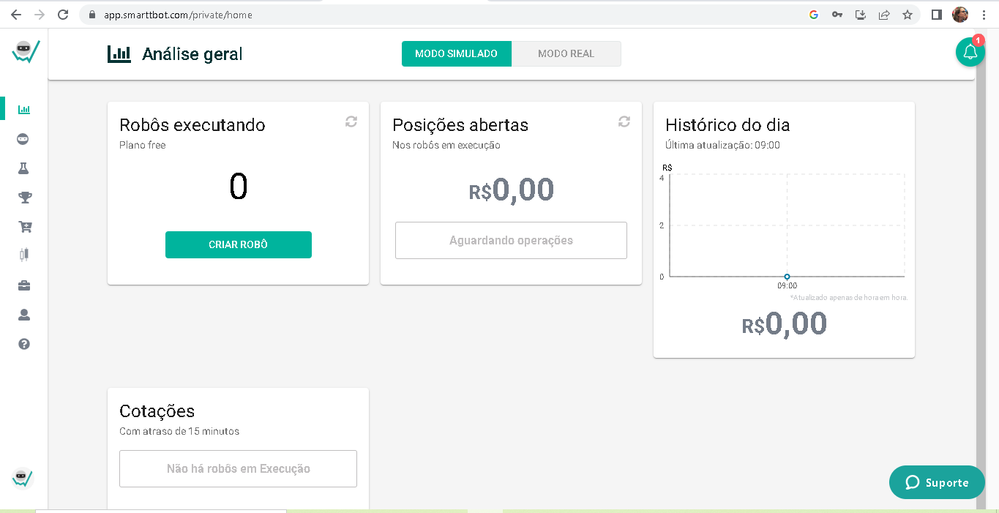 app.smarttbot.com/private/home
Análise geral
MODO SIMULADO
MODO REAL
1
Robôs executando
Plano free
0
CRIAR ROBÔ
Posições abertas
Nos robôs em execução
R$0,00
Aguardando operações
Histórico do dia
Última atualização: 09:00
R$
4
2
0
09:00
*Atualizado apenas de hora em hora.
R$0,00
Cotações
Com atraso de 15 minutos
Não há robôs em Execução
Suporte